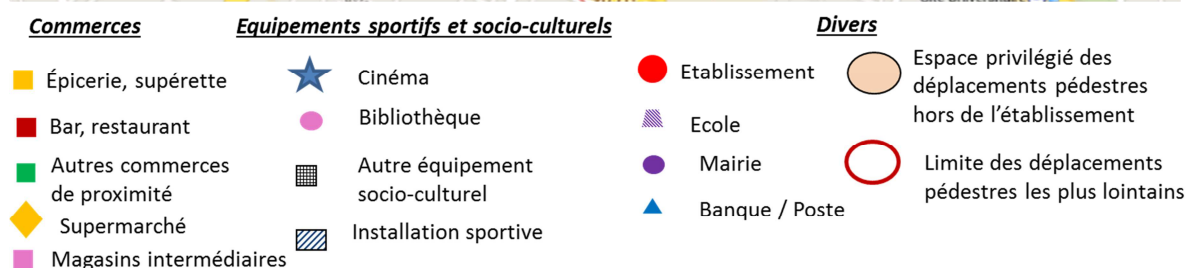 Commerces
Épicerie, supérette
Bar, restaurant
Autres commerces
de proximité
Supermarché
Magasins intermédiaires
Equipements sportifs et socio-culturels
Cinéma
Bibliothèque
Autre équipement
socio-culturel
Installation sportive
Divers
Etablissement
Ecole
Mairie
Banque / Poste
Espace privilégié des
déplacements pédestres
hors de l’établissement
Limite des déplacements
pédestres les plus lointains